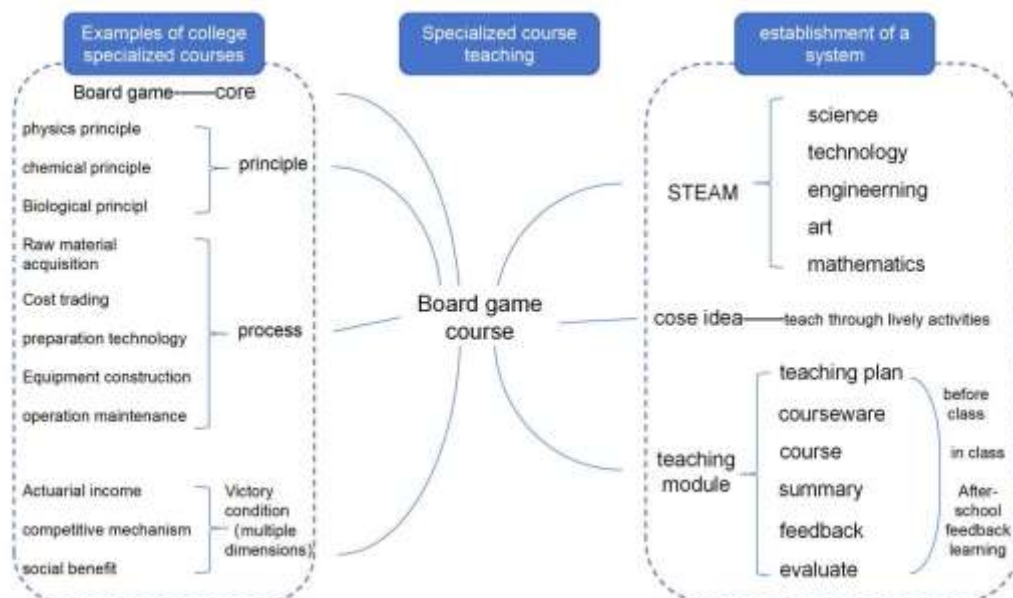 Examples of college
specialized courses
Specialized course
teaching
establishment of a
system
Board game
core
physics principle
chemical principle
Biological principl
principle
Raw material
acquisition
Cost trading
preparation technology
Equipment construction
operation maintenance
process
Actuarial income
competitive mechanism
social benefit
Victory
condition
(multiple
dimensions)
Board game
course
STEAM
science
technology
engineerning
art
mathematics
cose idea
teach through lively activities
teaching
module
teaching plan
courseware
course
summary
feedback
evaluate
before
class
in class
After-
school
feedback
learning